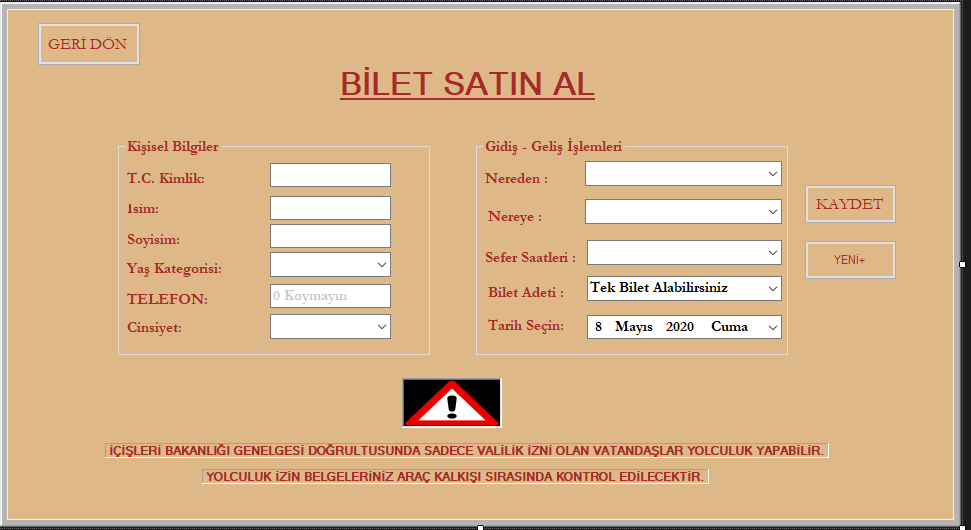 GERİ DÖN
BİLET SATIN AL
Kişisel Bilgiler
T.C. Kimlik:
Isim:
Soyisim:
Yaş Kategorisi:
TELEFON:
0 Koymayın
Cinsiyet:
Gidiş - Geliş İşlemleri
Nereden :
Nereye :
Sefer Saatleri :
Bilet Adeti :
Tek Bilet Alabilirsiniz
Tarih Seçin:
8 Mayıs 2020 Cuma
KAYDET
YENİ+
!
İÇİŞLERİ BAKANLIĞI GENELGESİ DOĞRULTUSUNDA SADECE VALİLİK İZNİ OLAN VATANDAŞLAR YOLCULUK YAPABİLİR.
YOLCULUK İZİN BELGELERİNİZ ARAÇ KALKIŞI SIRASINDA KONTROL EDİLECEKTİR.